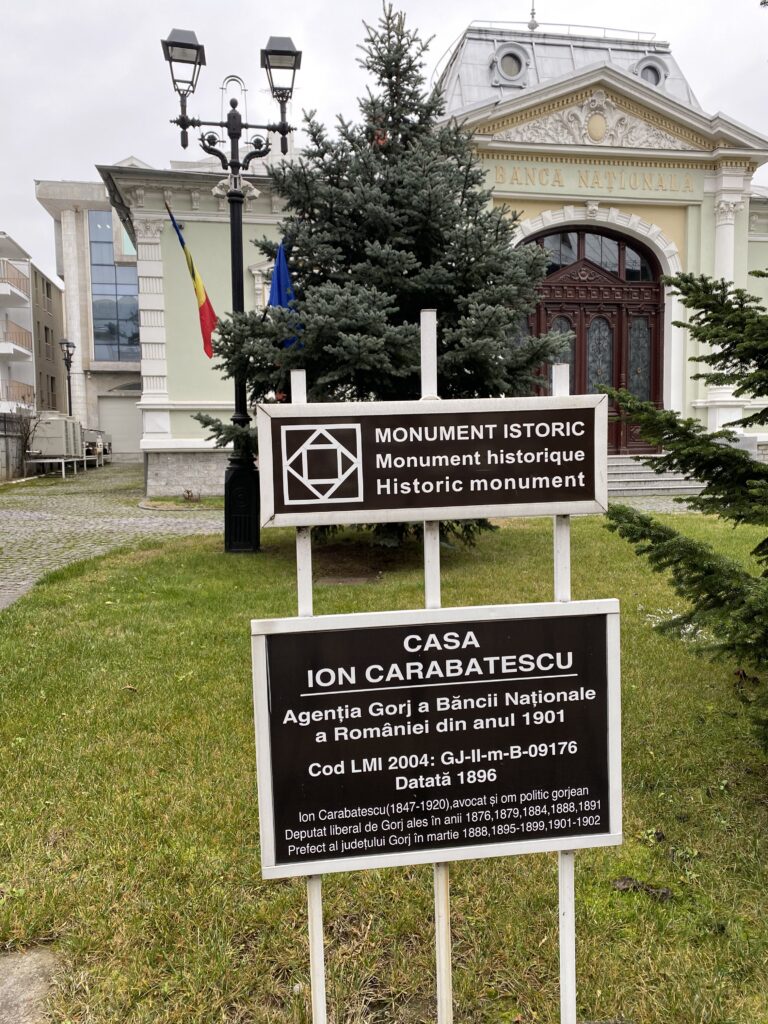 BANCA NAȚIONALĂ
MONUMENT ISTORIC
Monument historique
Historic monument
CASA
ION CARABATESCU
Agenția Gorj a Băncii Naționale
a României din anul 1901
Cod LMI 2004: GJ-II-m-B-09176
Datată 1896
Ion Carabatescu(1847-1920),avocat și om politic gorjean
Deputat liberal de Gorj ales în anii 1876,1879,1884,1888,1891
Prefect al județului Gorj în martie 1888,1895-1899,1901-1902